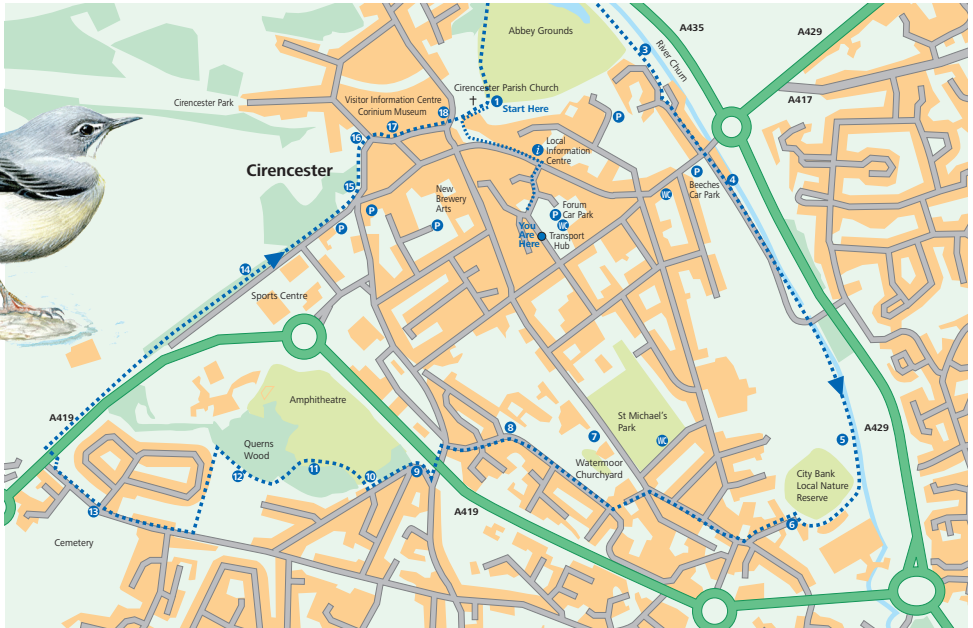 A435
A429
Abbey Grounds
3
River Churn
Cirencester Parish Church
1
Start Here
Cirencester Park
Visitor Information Centre
Corinium Museum
18
17
16
A417
P
i
Local
Information
Centre
Cirencester
15
P
Beeches
Car Park
4
WC
New
Brewery
Arts
P
P
P
Forum
Car Park
P
WC
You
Are
Here
Transport
Hub
14
Sports Centre
A419
Amphitheatre
Querns
Wood
St Michael's
Park
WC
8
7
5
A429
Watermoor
Churchyard
City Bank
Local Nature
Reserve
12
11
10
9
13
A419
6
Cemetery